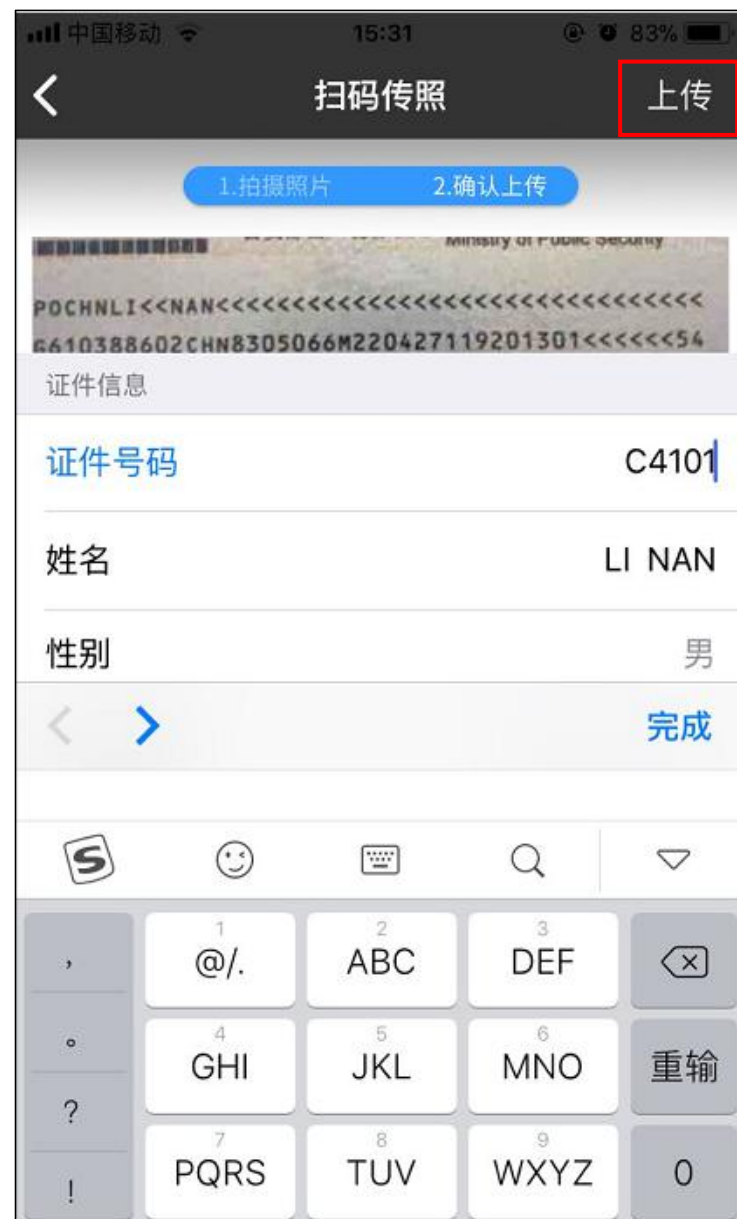 中国移动 15:31 83%
扫码传照 上传
1.拍摄照片 2.确认上传
Ministry of Public Security
POCHNLI<<NAN<<<<<<<<<<<<<<<<<<<<<<<<<<<<<<<<
G610388602CHN8305066M220427119201301<<<<<<54
证件信息
证件号码 C4101
姓名 LI NAN
性别 男
完成
S
, 1 @/. 2 ABC 3 DEF
。 4 GHI 5 JKL 6 MNO 重输
?
! 7 PQRS 8 TUV 9 WXYZ 0